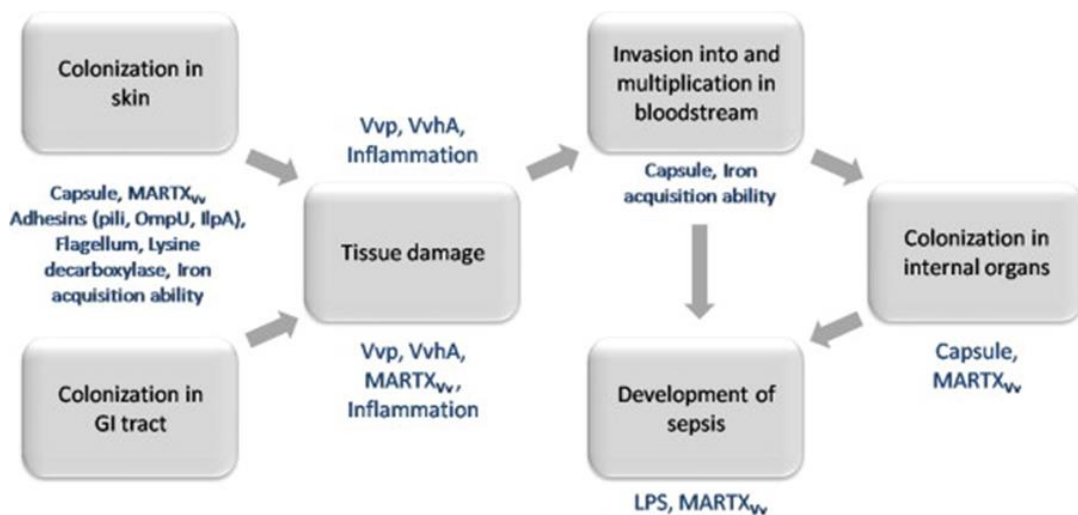 Colonization in
skin
Capsule, MARTXVv
Adhesins (pili, OmpU, IlpA),
Flagellum, Lysine
decarboxylase, Iron
acquisition ability
Colonization in
GI tract
Vvp, VvhA,
Inflammation
Tissue damage
Vvp, VvhA,
MARTXVv,
Inflammation
Invasion into and
multiplication in
bloodstream
Capsule, Iron
acquisition ability
Colonization in
internal organs
Capsule,
MARTXVv
Development of
sepsis
LPS, MARTXVv